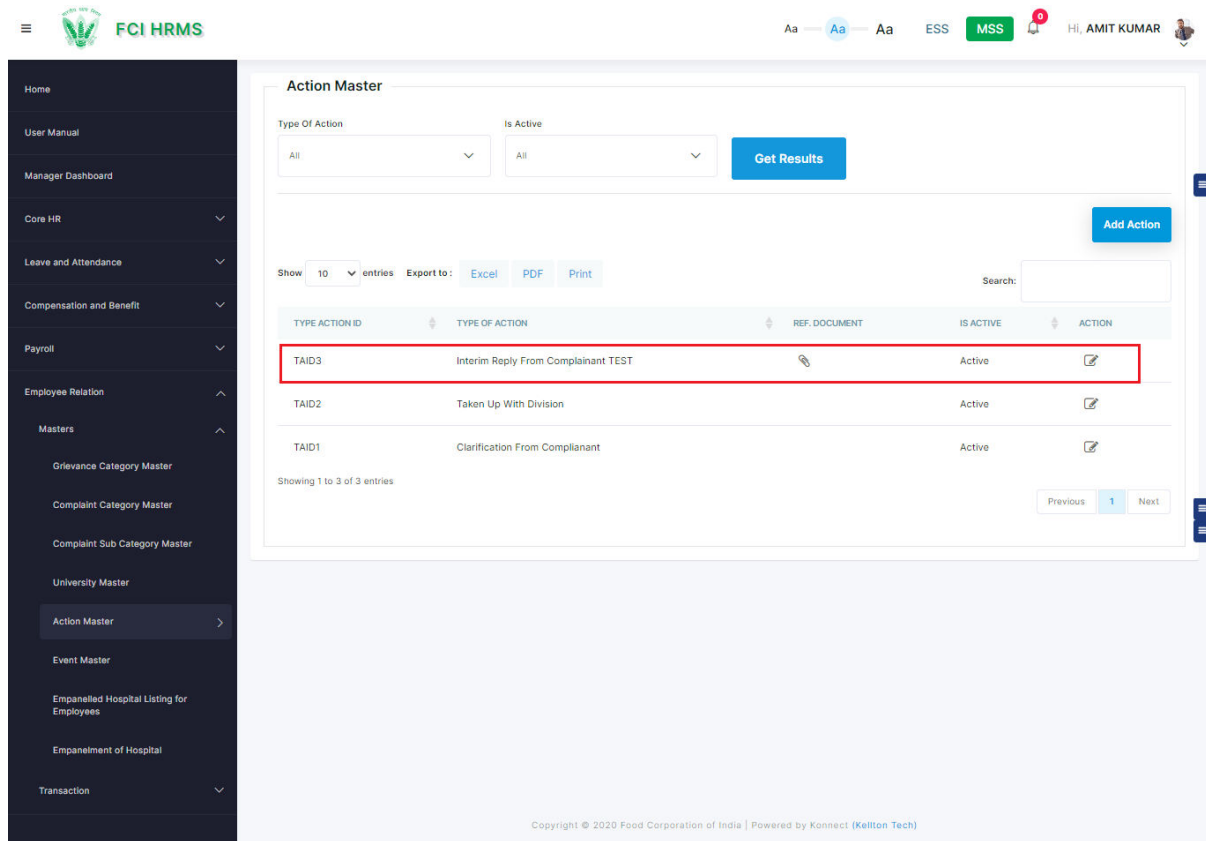 FCI HRMS
Aa Aa Aa ESS MSS 0 Hi, AMIT KUMAR
Home
User Manual
Manager Dashboard
Core HR
Leave and Attendance
Compensation and Benefit
Payroll
Employee Relation
Masters
Grievance Category Master
Complaint Category Master
Complaint Sub Category Master
University Master
Action Master
Event Master
Empanelled Hospital Listing for
Employees
Empanelment of Hospital
Transaction
Action Master
Type Of Action Is Active
All All Get Results
Add Action
Show 10 entries Export to : Excel PDF Print
Search:
TYPE ACTION ID TYPE OF ACTION REF. DOCUMENT IS ACTIVE ACTION
TAID3 Interim Reply From Complainant TEST Active
TAID2 Taken Up With Division Active
TAID1 Clarification From Complianant Active
Showing 1 to 3 of 3 entries
Previous 1 Next
Copyright © 2020 Food Corporation of India | Powered by Konnect (Kellton Tech)